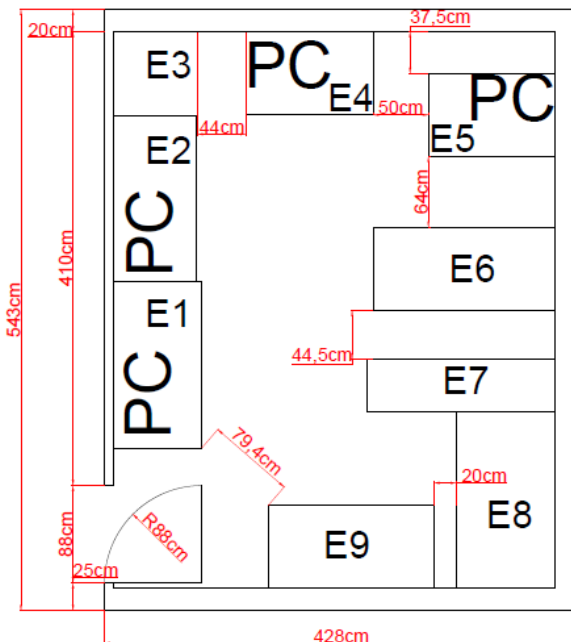 37,5cm
20cm
E3
PC
E4
PC
E5
44cm
50cm
E2
PC
64cm
410cm
543cm
E6
E1
PC
44,5cm
E7
79,4cm
20cm
88cm
R88cm
E9
E8
25cm
428cm